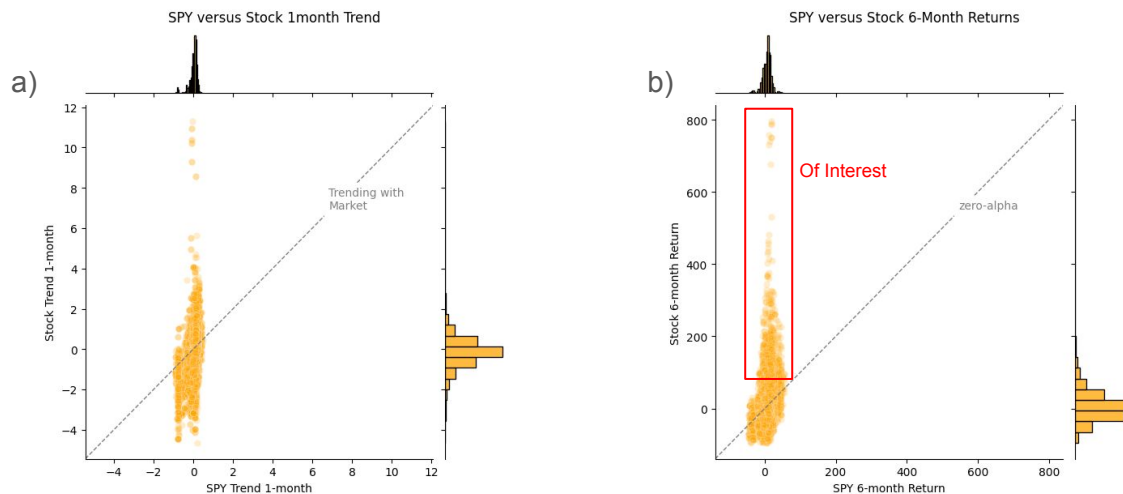 SPY versus Stock 1month Trend
a)
12
10
8
6
4
2
0
−2
−4
Stock Trend 1-month
Trending with
Market
−4 −2 0 2 4 6 8 10 12
SPY Trend 1-month
SPY versus Stock 6-Month Returns
b)
800
600
400
200
0
Stock 6-month Return
Of Interest
zero-alpha
0 200 400 600 800
SPY 6-month Return